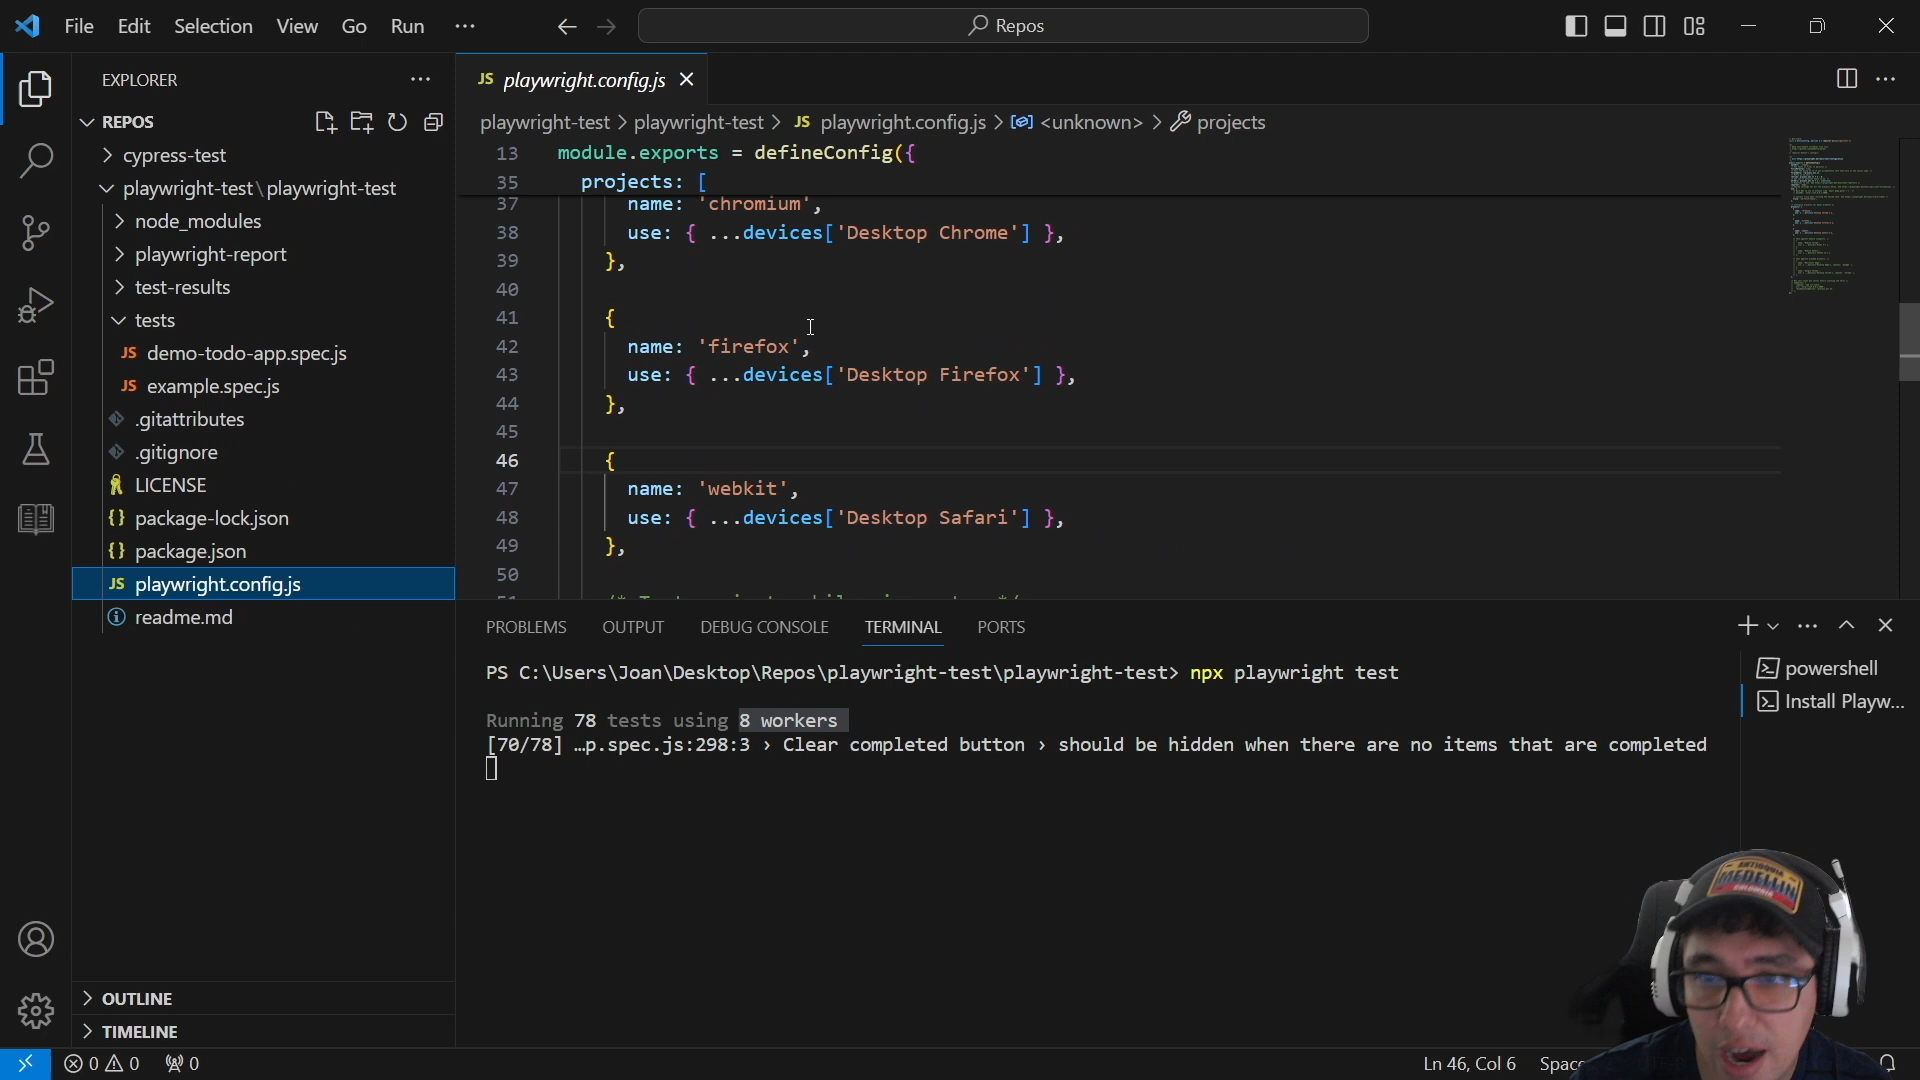 File Edit Selection View Go Run ...
Repos
EXPLORER
REPOS
cypress-test
playwright-test\playwright-test
node_modules
playwright-report
test-results
tests
JS demo-todo-app.spec.js
JS example.spec.js
.gitattributes
.gitignore
LICENSE
{} package-lock.json
{} package.json
JS playwright.config.js
readme.md
OUTLINE
TIMELINE
JS playwright.config.js
playwright-test > playwright-test > JS playwright.config.js > <unknown> > projects
13 module.exports = defineConfig({
35 projects: [
37 name: 'chromium',
38 use: { ...devices['Desktop Chrome'] },
39 },
40
41 {
42 name: 'firefox',
43 use: { ...devices['Desktop Firefox'] },
44 },
45
46 {
47 name: 'webkit',
48 use: { ...devices['Desktop Safari'] },
49 },
50
PROBLEMS OUTPUT DEBUG CONSOLE TERMINAL PORTS
PS C:\Users\Joan\Desktop\Repos\playwright-test\playwright-test> npx playwright test
Running 78 tests using 8 workers
[70/78] …p.spec.js:298:3 › Clear completed button › should be hidden when there are no items that are completed
powershell
Install Playw...
ANTIOQUIA
MEDELLIN
COLOMBIA
0 0 0
Ln 46, Col 6